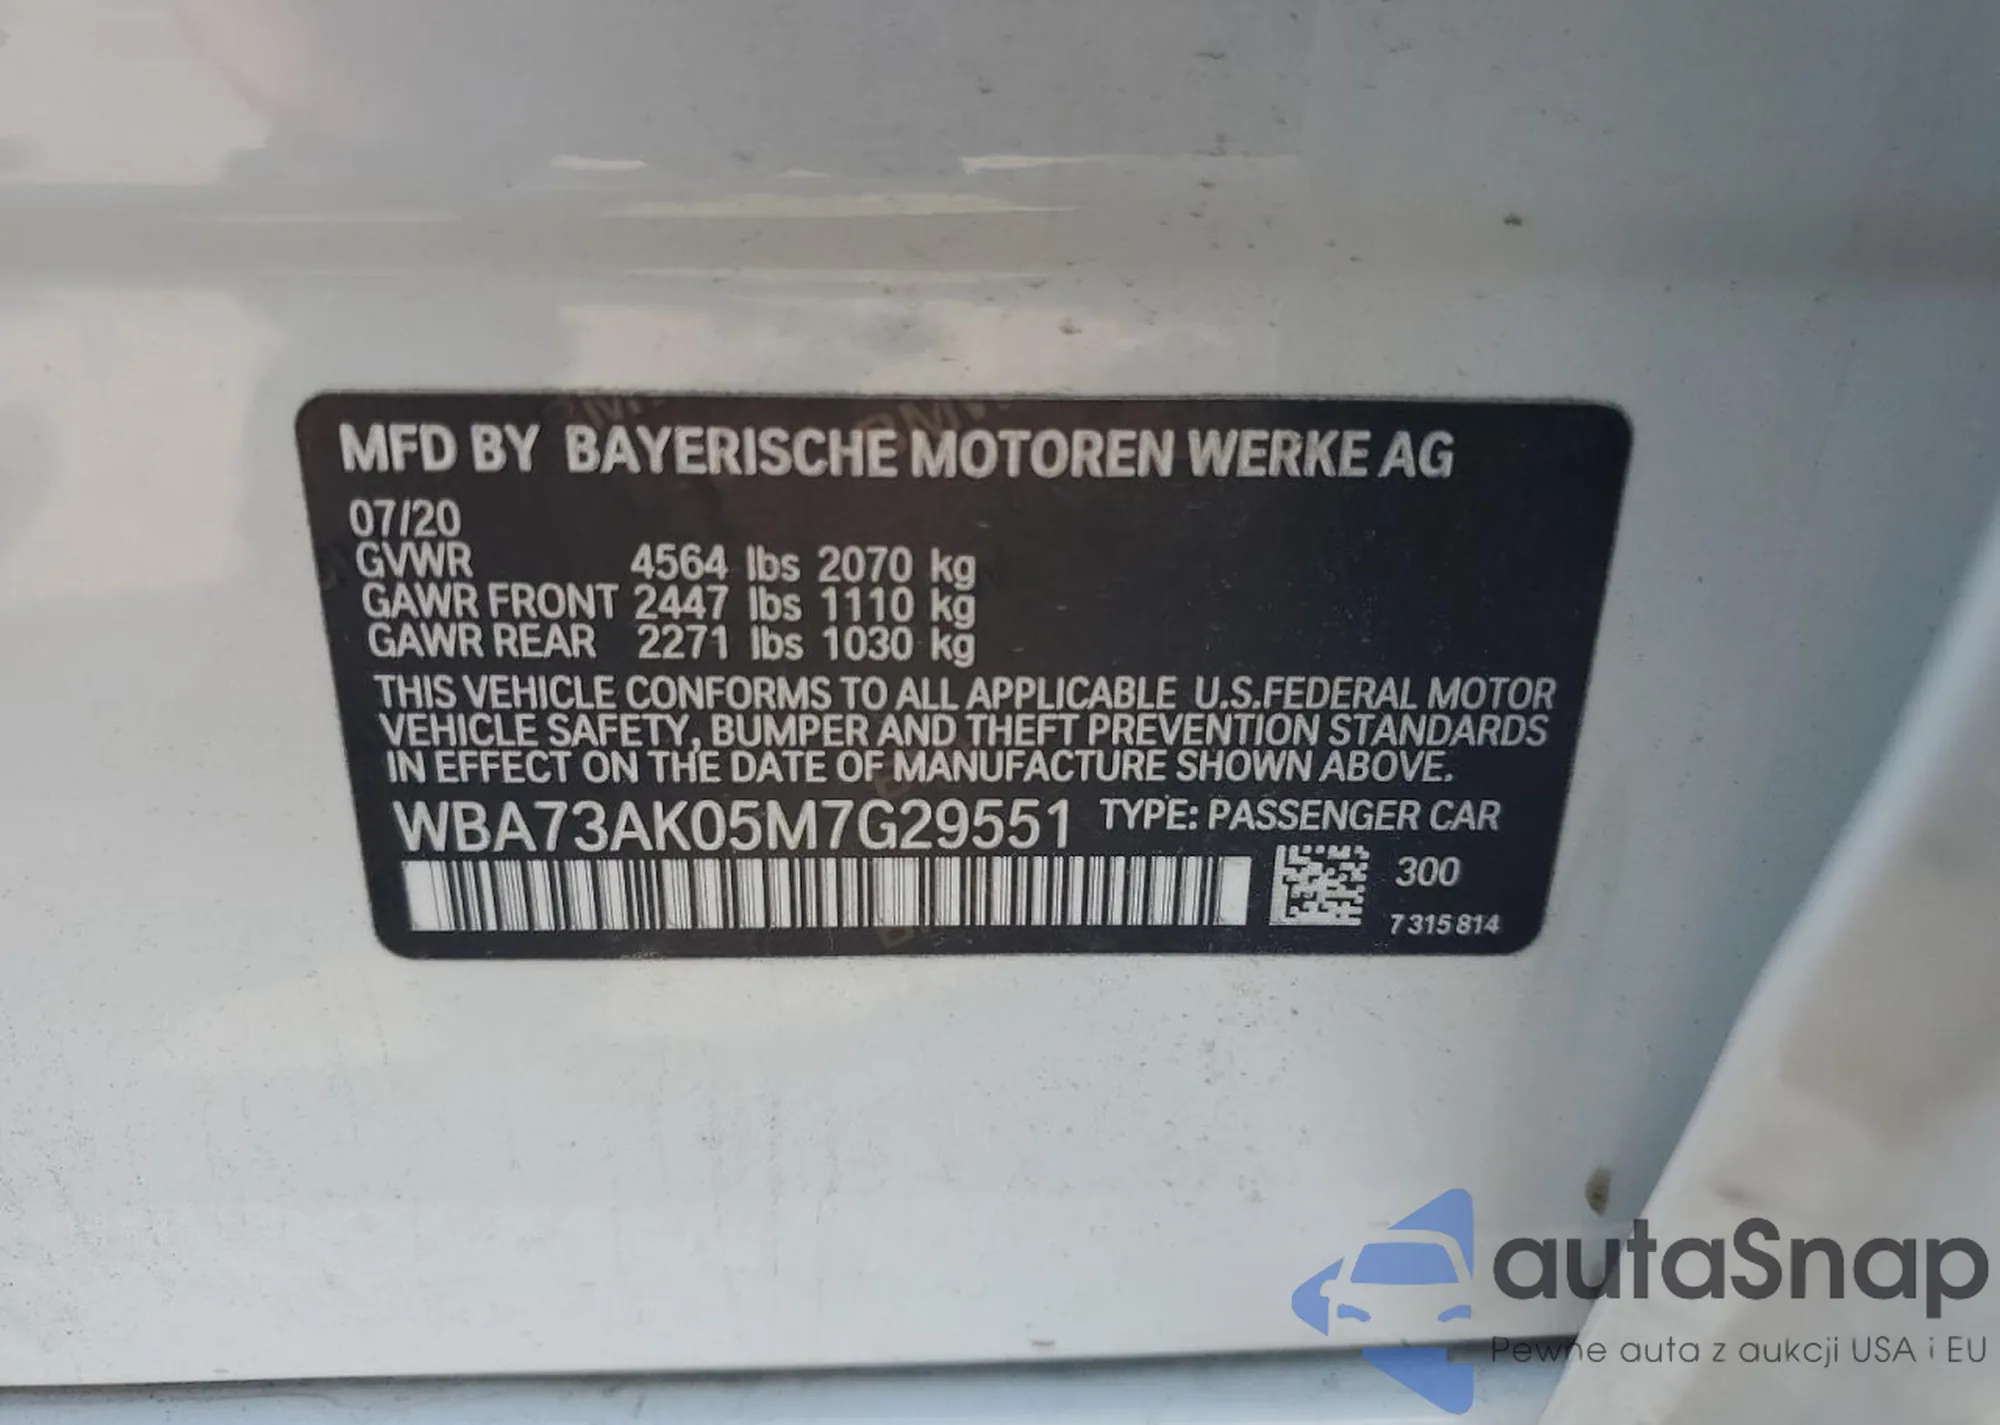 MFD BY BAYERISCHE MOTOREN WERKE AG
07/20
GVWR 4564 lbs 2070 kg
GAWR FRONT 2447 lbs 1110 kg
GAWR REAR 2271 lbs 1030 kg
THIS VEHICLE CONFORMS TO ALL APPLICABLE U.S.FEDERAL MOTOR
VEHICLE SAFETY, BUMPER AND THEFT PREVENTION STANDARDS
IN EFFECT ON THE DATE OF MANUFACTURE SHOWN ABOVE.
WBA73AK05M7G29551 TYPE: PASSENGER CAR
300
7315814
autaSnap
Pewne auta z aukcji USA i EU